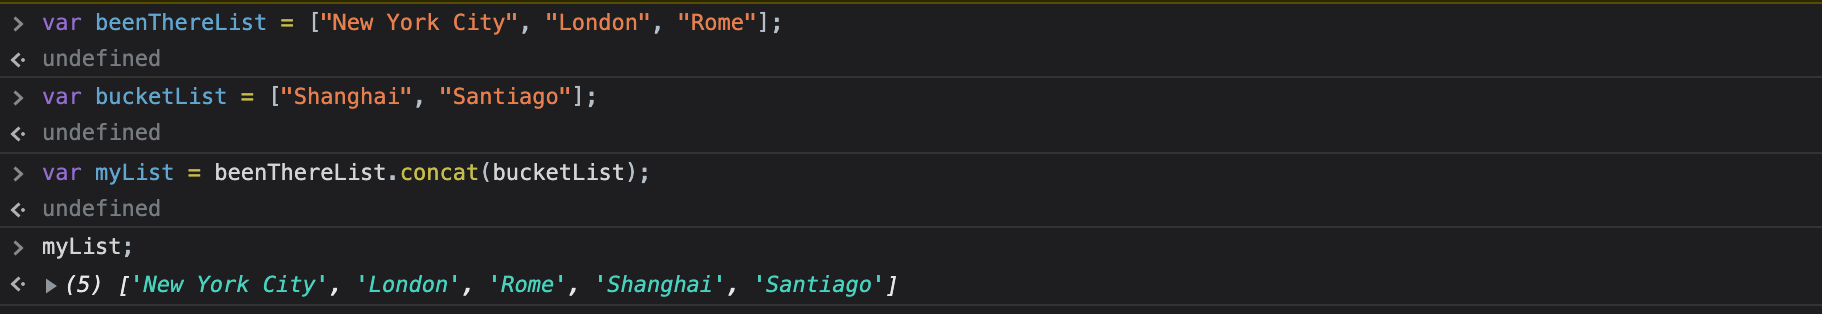 > var beenThereList = ["New York City", "London", "Rome"];
<· undefined
> var bucketList = ["Shanghai", "Santiago"];
<· undefined
> var myList = beenThereList.concat(bucketList);
<· undefined
> myList;
<· ▶ (5) ['New York City', 'London', 'Rome', 'Shanghai', 'Santiago']